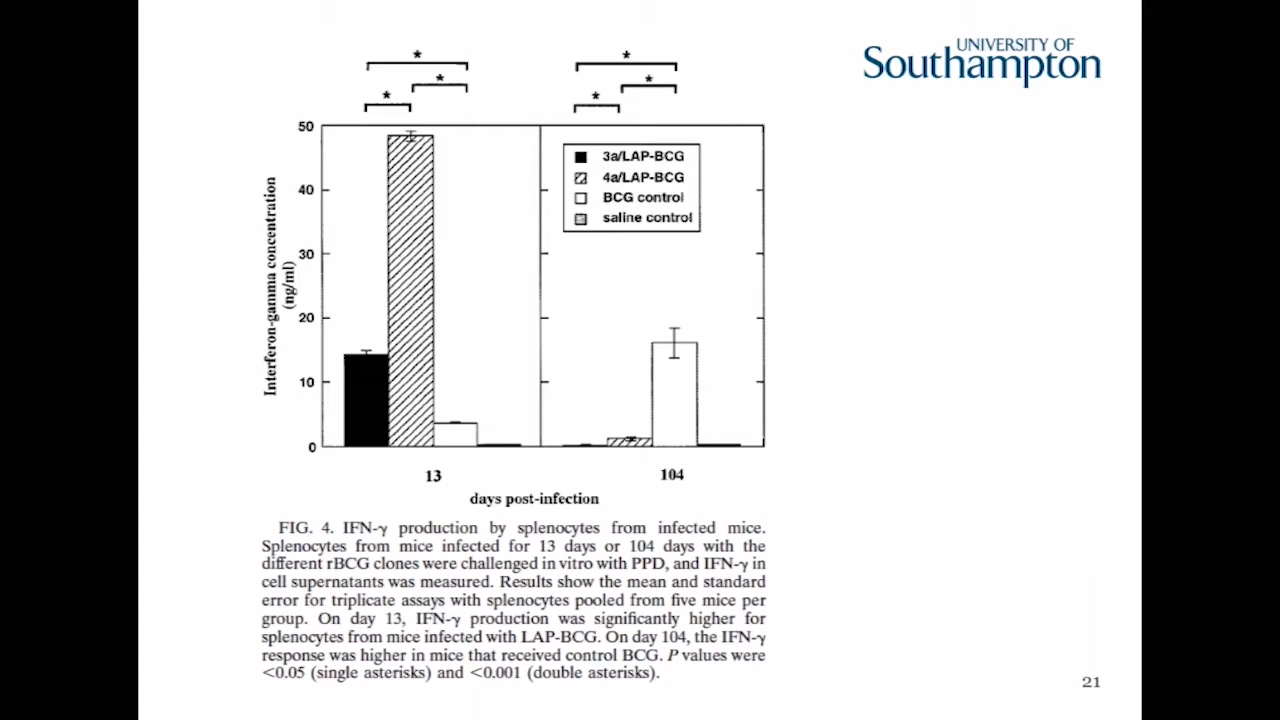 UNIVERSITY OF
Southampton
* *
* *
* *
50
40
30
20
10
0
Interferon-gamma concentration
(ng/ml)
3a/LAP-BCG
4a/LAP-BCG
BCG control
saline control
13 104
days post-infection
FIG. 4. IFN-γ production by splenocytes from infected mice.
Splenocytes from mice infected for 13 days or 104 days with the
different rBCG clones were challenged in vitro with PPD, and IFN-γ in
cell supernatants was measured. Results show the mean and standard
error for triplicate assays with splenocytes pooled from five mice per
group. On day 13, IFN-γ production was significantly higher for
splenocytes from mice infected with LAP-BCG. On day 104, the IFN-γ
response was higher in mice that received control BCG. P values were
<0.05 (single asterisks) and <0.001 (double asterisks).
21